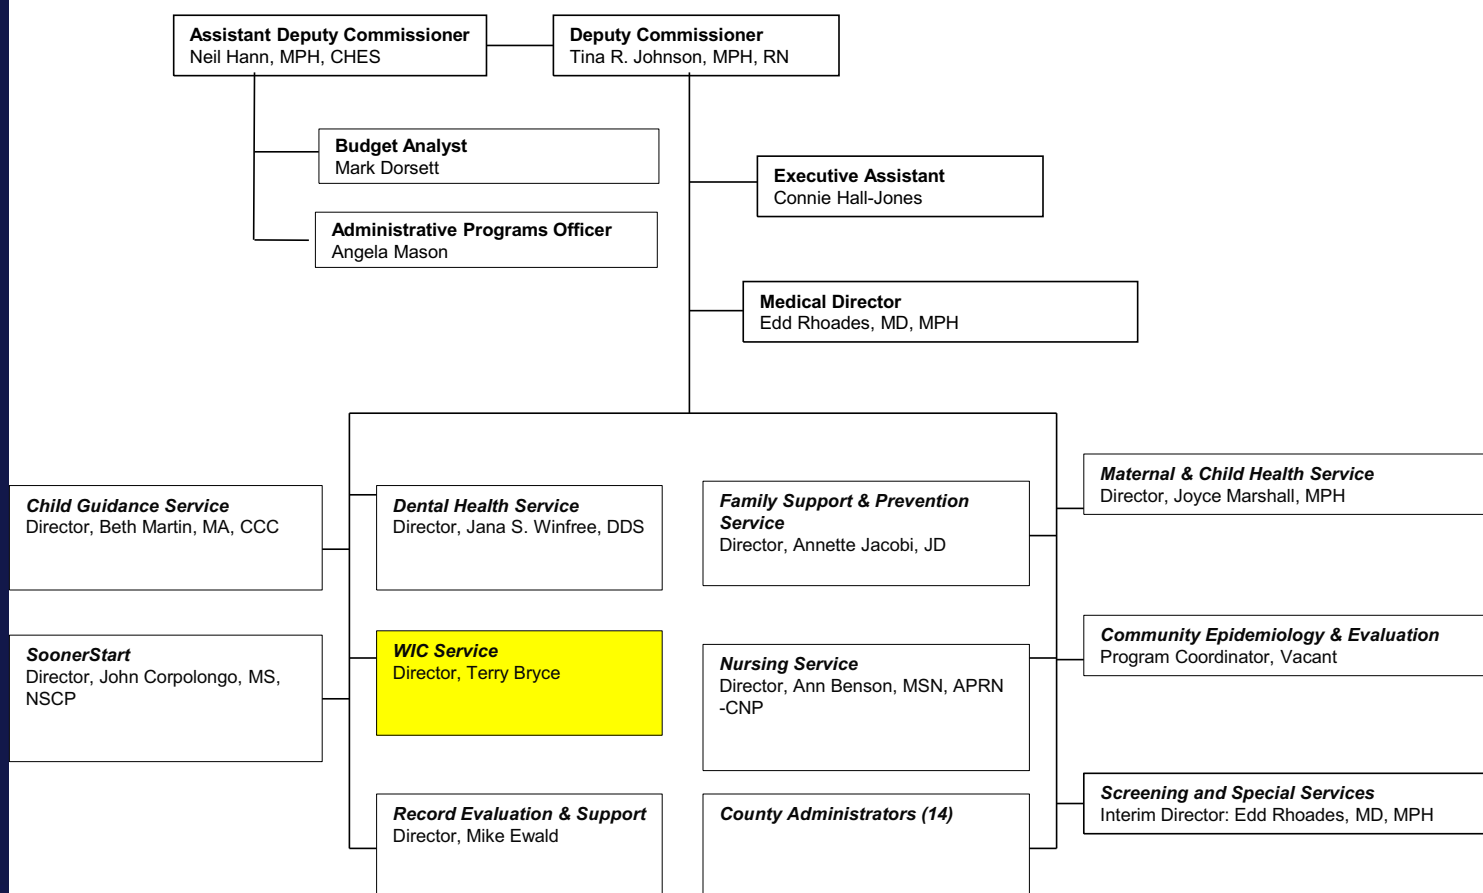 Assistant Deputy Commissioner
Neil Hann, MPH, CHES
Deputy Commissioner
Tina R. Johnson, MPH, RN
Budget Analyst
Mark Dorsett
Executive Assistant
Connie Hall-Jones
Administrative Programs Officer
Angela Mason
Medical Director
Edd Rhoades, MD, MPH
Child Guidance Service
Director, Beth Martin, MA, CCC
Dental Health Service
Director, Jana S. Winfree, DDS
Family Support & Prevention
Service
Director, Annette Jacobi, JD
Maternal & Child Health Service
Director, Joyce Marshall, MPH
SoonerStart
Director, John Corpolongo, MS,
NSCP
WIC Service
Director, Terry Bryce
Nursing Service
Director, Ann Benson, MSN, APRN
-CNP
Community Epidemiology & Evaluation
Program Coordinator, Vacant
Record Evaluation & Support
Director, Mike Ewald
County Administrators (14)
Screening and Special Services
Interim Director: Edd Rhoades, MD, MPH